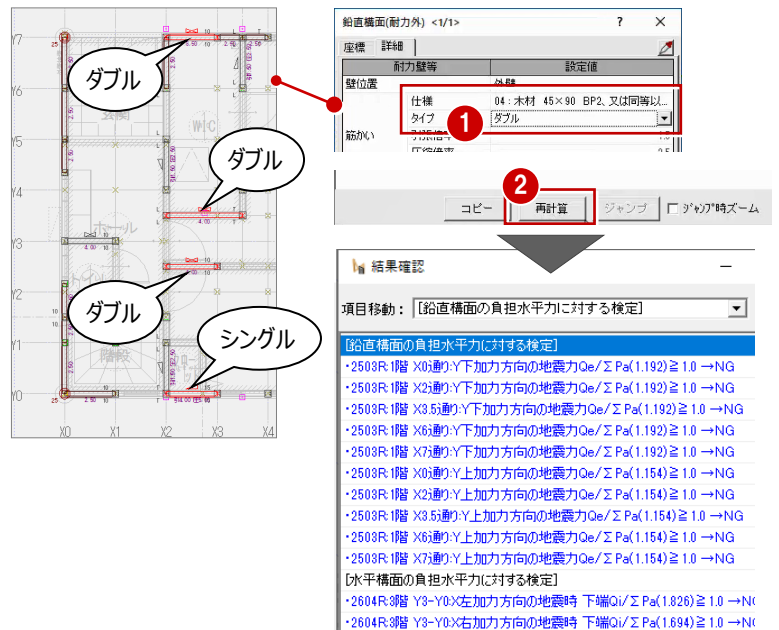 Y7
Y6
Y5
Y4
Y3
Y2
Y1
Y0
X0 X1 X2 X3 X4
ダブル
ダブル
ダブル
シングル
玄関
WIC
ホール
トイレ
階段
鉛直構面(耐力外) <1/1> ? ×
座標 詳細
耐力壁等 設定値
壁位置 外壁
仕様 04：木材 45×90 BP2、又は同等以...
タイプ ダブル
筋かい
1
2
コピー 再計算 ジャンプ ジャンプ時ズーム
結果確認
項目移動： [鉛直構面の負担水平力に対する検定]
[鉛直構面の負担水平力に対する検定]
・2503R:1階 X0通り:Y下加力方向の地震力Qe/ΣPa(1.192)≧1.0 →NG
・2503R:1階 X2通り:Y下加力方向の地震力Qe/ΣPa(1.192)≧1.0 →NG
・2503R:1階 X3.5通り:Y下加力方向の地震力Qe/ΣPa(1.192)≧1.0 →NG
・2503R:1階 X6通り:Y下加力方向の地震力Qe/ΣPa(1.192)≧1.0 →NG
・2503R:1階 X7通り:Y下加力方向の地震力Qe/ΣPa(1.192)≧1.0 →NG
・2503R:1階 X0通り:Y上加力方向の地震力Qe/ΣPa(1.154)≧1.0 →NG
・2503R:1階 X2通り:Y上加力方向の地震力Qe/ΣPa(1.154)≧1.0 →NG
・2503R:1階 X3.5通り:Y上加力方向の地震力Qe/ΣPa(1.154)≧1.0 →NG
・2503R:1階 X6通り:Y上加力方向の地震力Qe/ΣPa(1.154)≧1.0 →NG
・2503R:1階 X7通り:Y上加力方向の地震力Qe/ΣPa(1.154)≧1.0 →NG
[水平構面の負担水平力に対する検定]
・2604R:3階 Y3-Y0:X左加力方向の地震時 下端Qi/ΣPa(1.826)≧1.0 →N
・2604R:3階 Y3-Y0:X右加力方向の地震時 下端Qi/ΣPa(1.694)≧1.0 →N